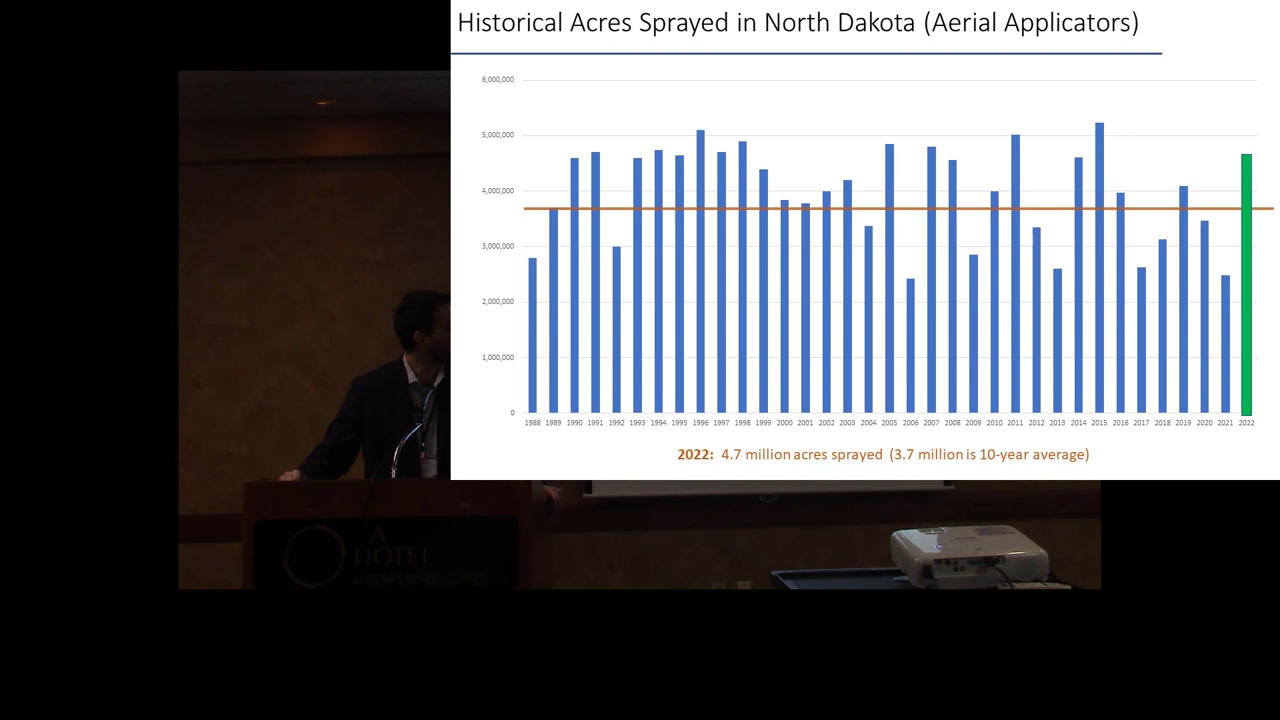 Historical Acres Sprayed in North Dakota (Aerial Applicators)
6,000,000
5,000,000
4,000,000
3,000,000
2,000,000
1,000,000
0
1988 1989 1990 1991 1992 1993 1994 1995 1996 1997 1998 1999 2000 2001 2002 2003 2004 2005 2006 2007 2008 2009 2010 2011 2012 2013 2014 2015 2016 2017 2018 2019 2020 2021 2022
2022: 4.7 million acres sprayed (3.7 million is 10-year average)
A
HOTEL